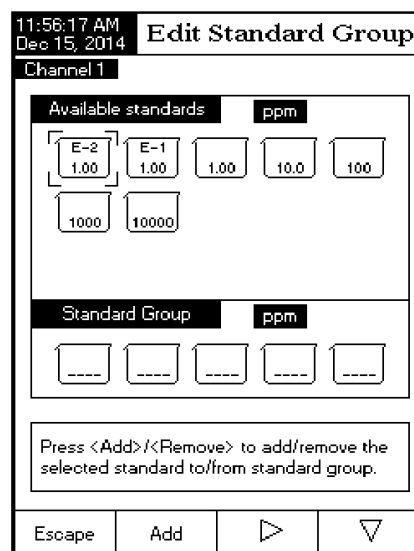 11:56:17 AM
Dec 15, 2014
Edit Standard Group
Channel 1
Available standards ppm
E-2 E-1
1.00 1.00 1.00 10.0 100
1000 10000
Standard Group ppm
---- ---- ---- ---- ----
Press <Add>/<Remove> to add/remove the
selected standard to/from standard group.
Escape Add